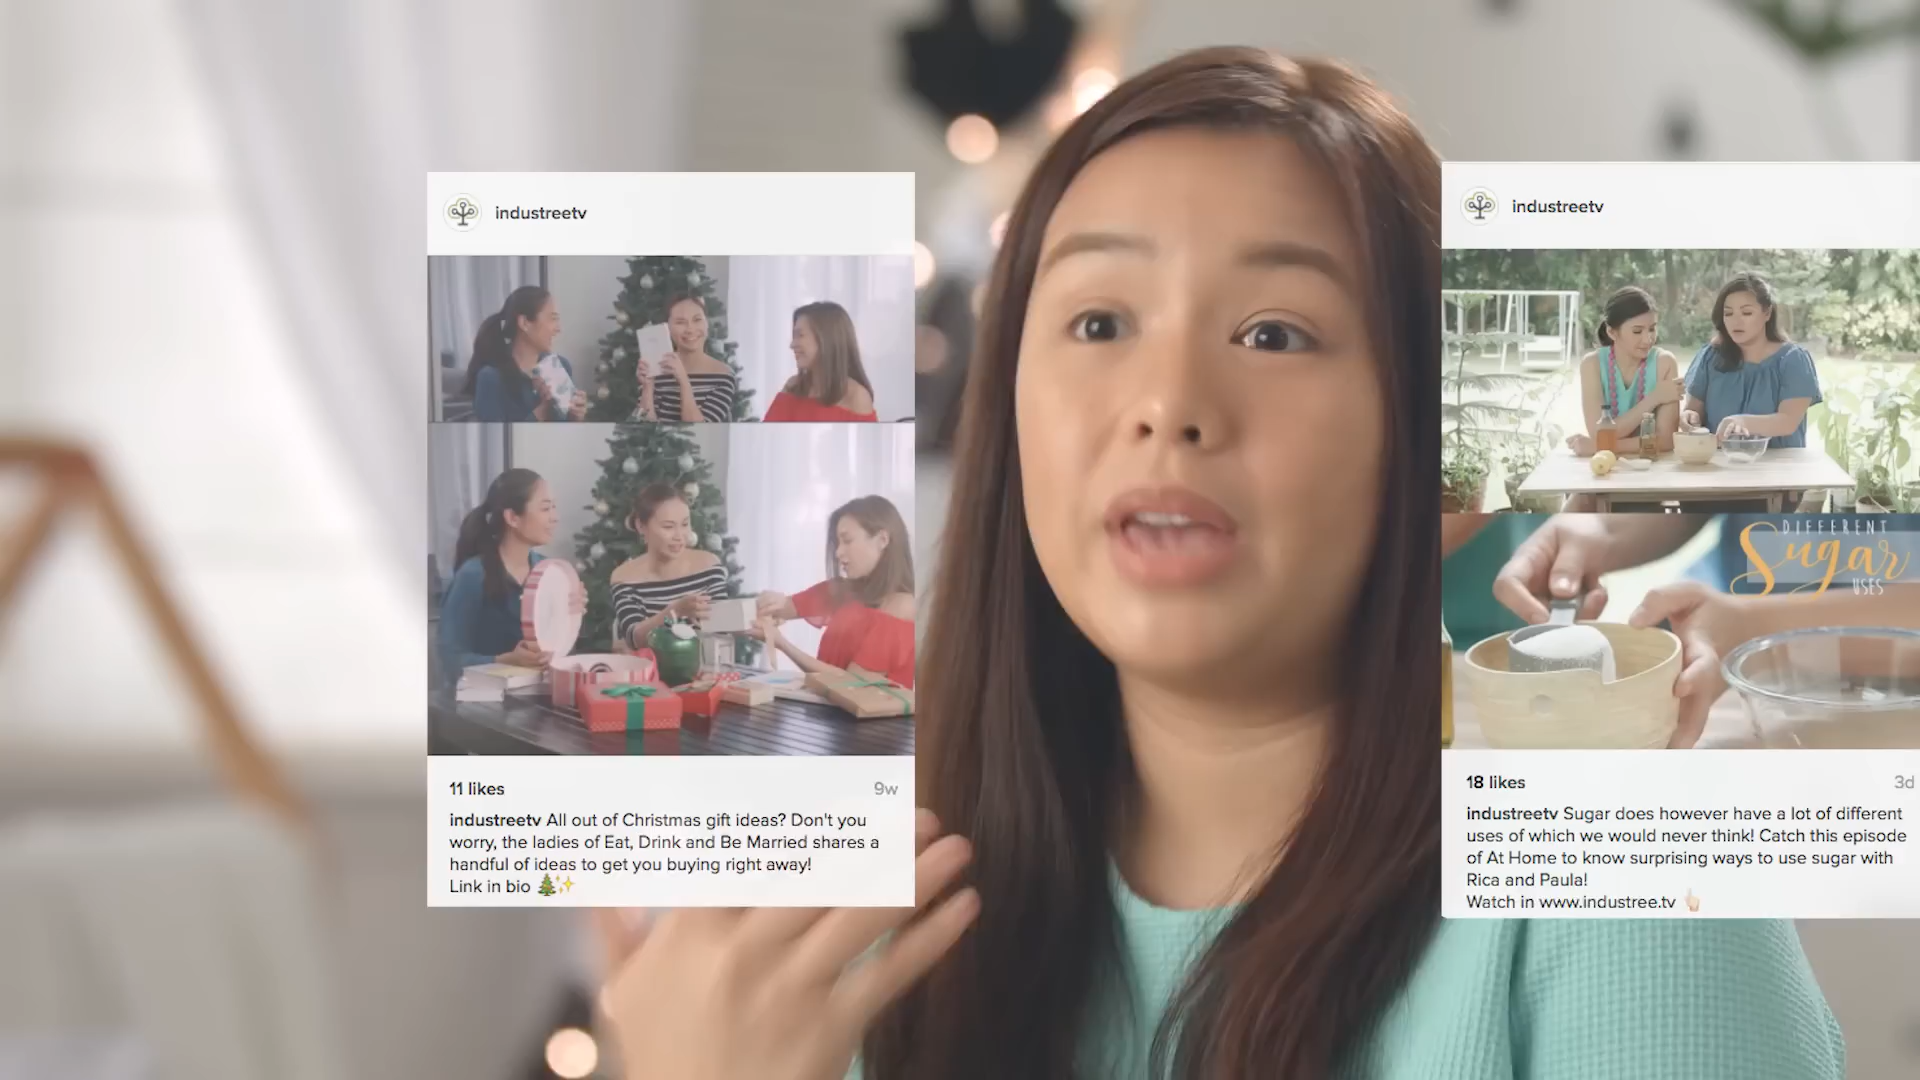 industreetv
11 likes
9w
industreetv All out of Christmas gift ideas? Don't you
worry, the ladies of Eat, Drink and Be Married shares a
handful of ideas to get you buying right away!
Link in bio 🎄✨
industreetv
DIFFERENT
Sugar
USES
18 likes
3d
industreetv Sugar does however have a lot of different
uses of which we would never think! Catch this episode
of At Home to know surprising ways to use sugar with
Rica and Paula!
Watch in www.industree.tv 👆🏻